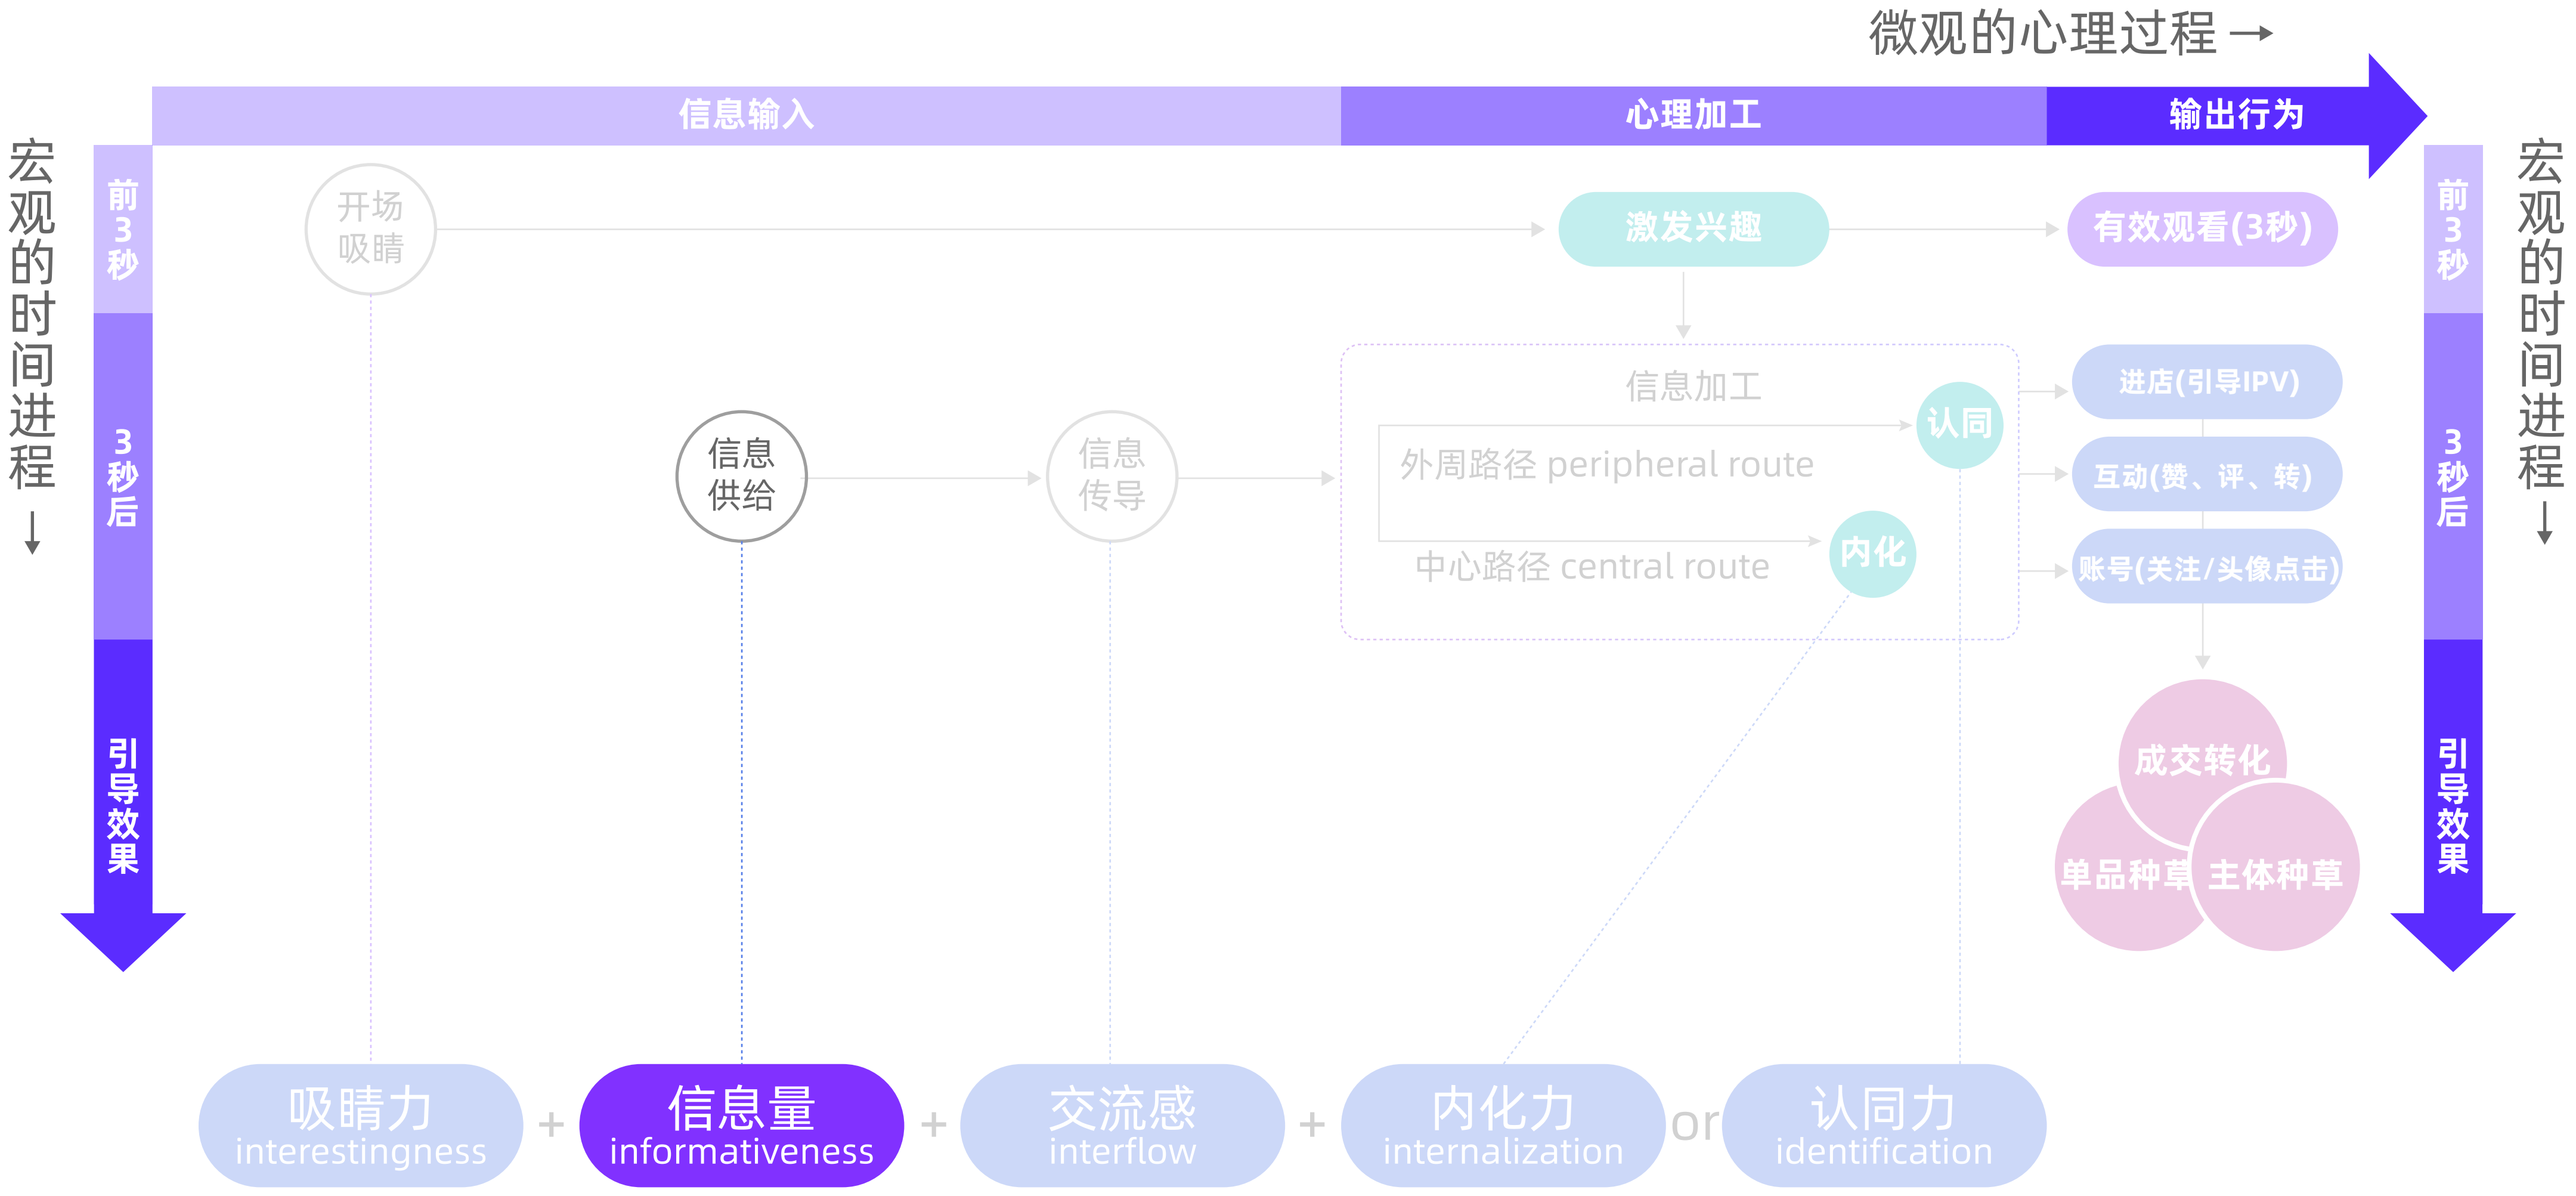 微观的心理过程
信息输入
心理加工
输出行为
宏观的时间进程
前3秒
3秒后
引导效果
开场
吸睛
激发兴趣
有效观看(3秒)
信息
供给
信息
传导
信息加工
认同
外周路径 peripheral route
内化
中心路径 central route
进店(引导IPV)
互动(赞、评、转)
账号(关注/头像点击)
成交转化
单品种草
主体种草
前3秒
3秒后
引导效果
宏观的时间进程
吸睛力
interestingness
+
信息量
informativeness
+
交流感
interflow
+
内化力
internalization
or
认同力
identification